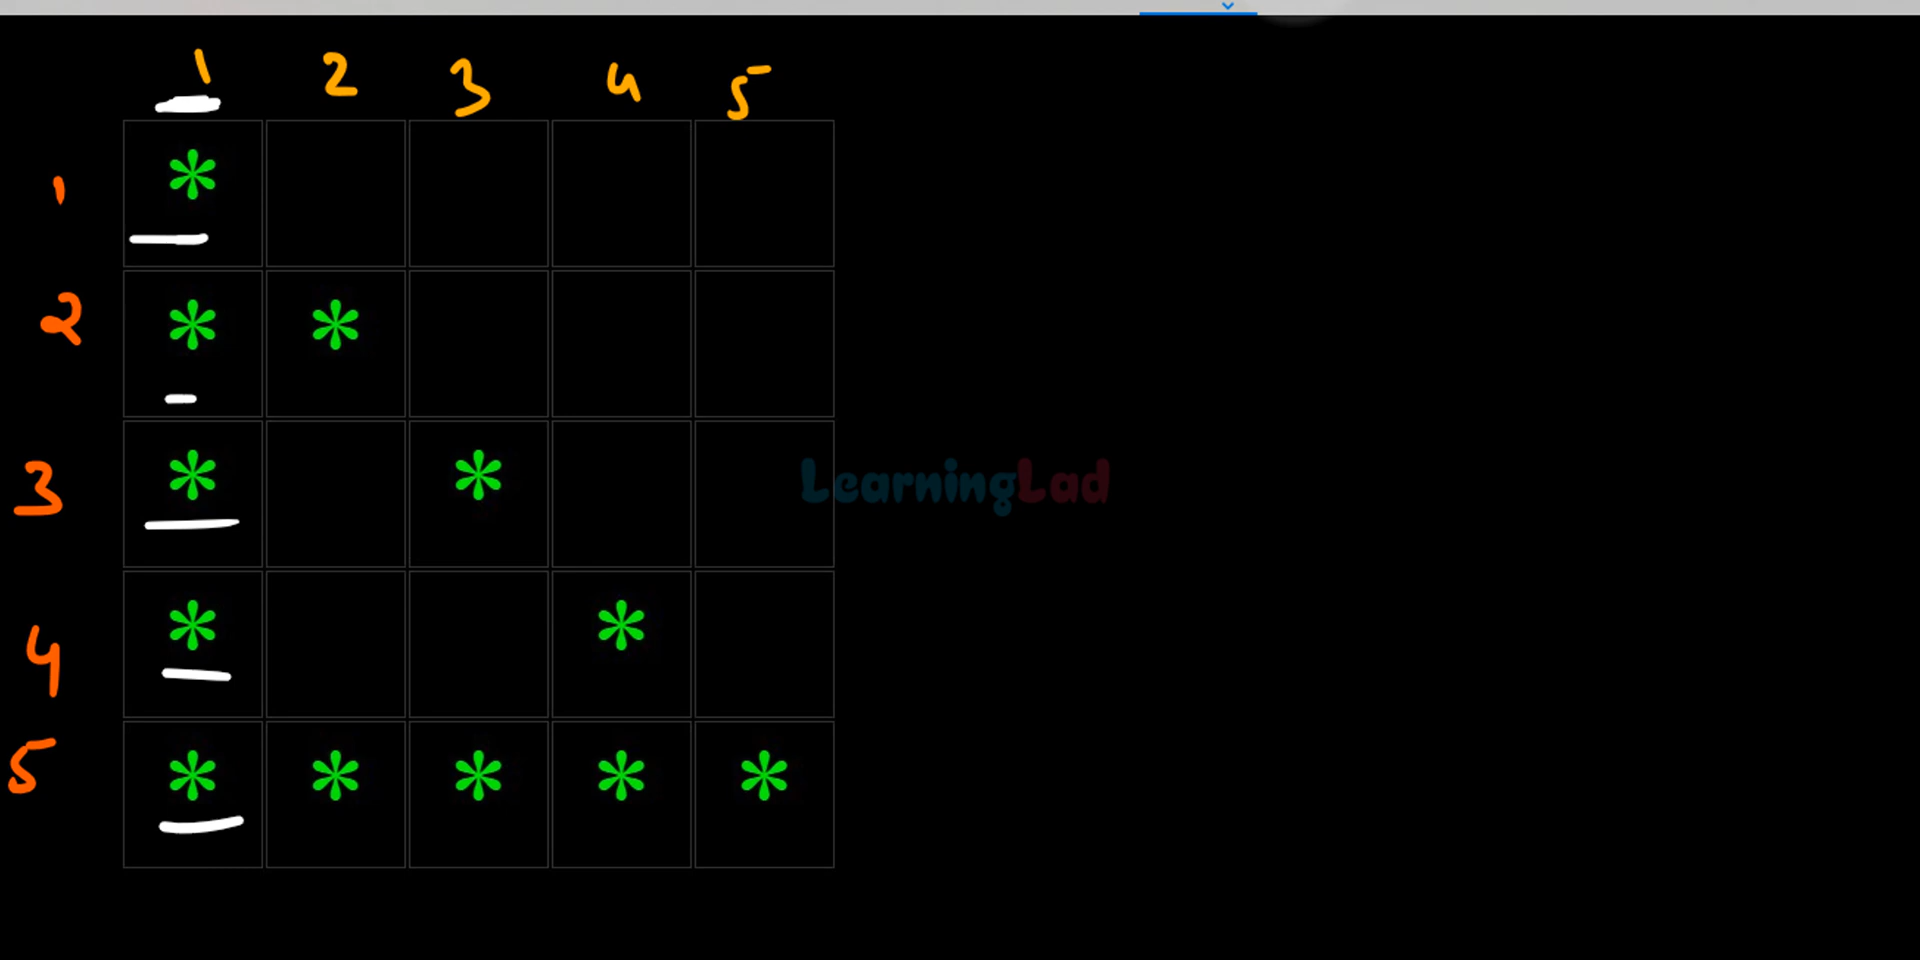 1 2 3 4 5
1 *
2 * *
3 * *
LearningLad
4 * *
5 * * * * *